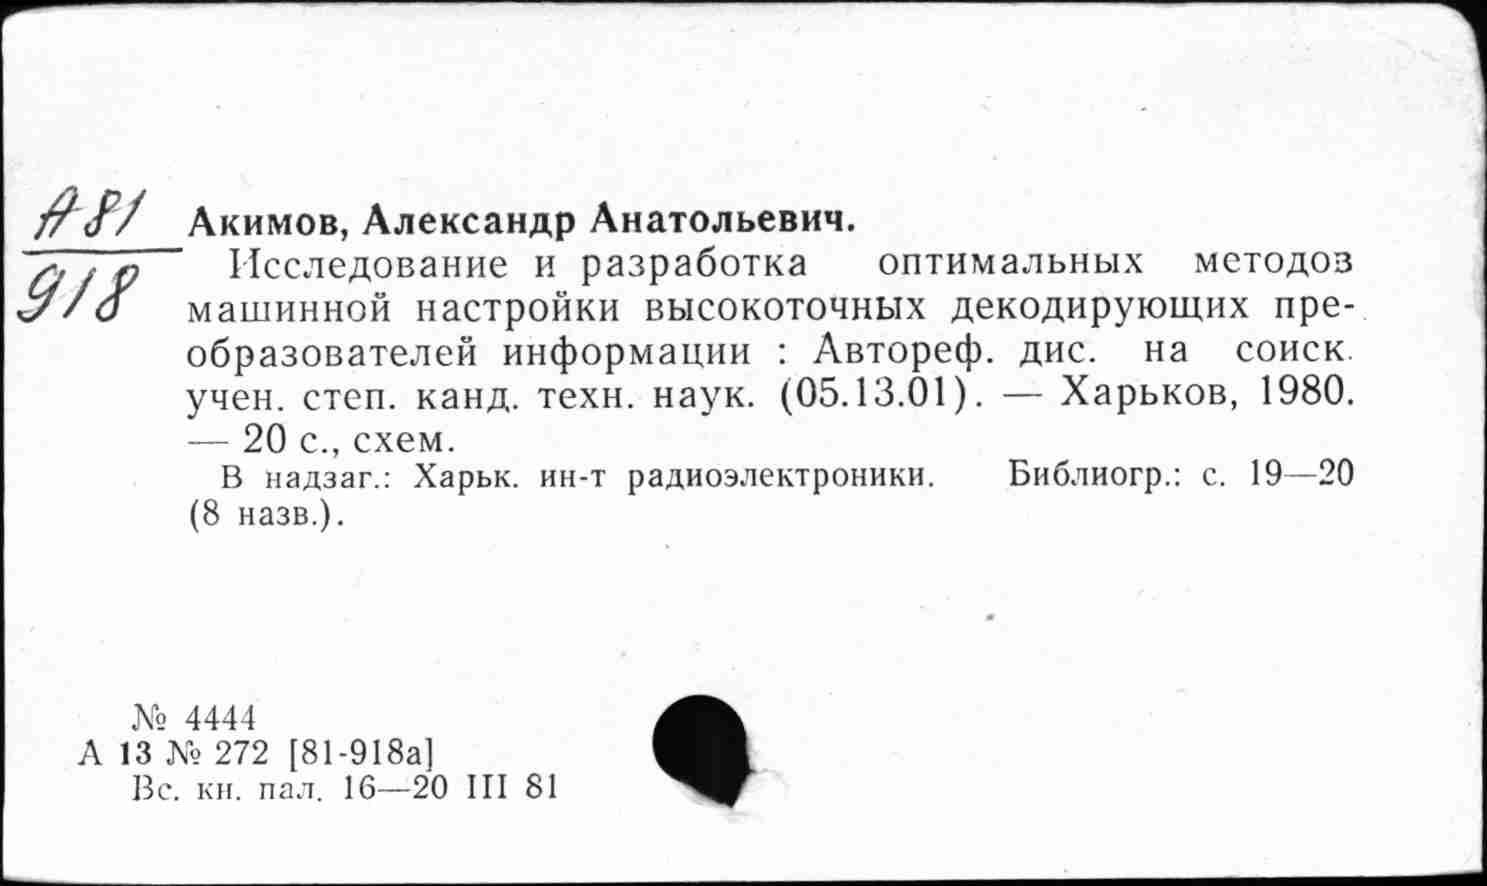 А81
918
Акимов, Александр Анатольевич.
Исследование и разработка оптимальных методов
машинной настройки высокоточных декодирующих пре-
образователей информации : Автореф. дис. на соиск.
учен. степ. канд. техн. наук. (05.13.01). — Харьков, 1980.
— 20 с., схем.
В надзаг.: Харьк. ин-т радиоэлектроники. Библиогр.: с. 19—20
(8 назв.).
№ 4444
А 13 № 272 [81-918а]
Вс. кн. пал. 16—20 III 81